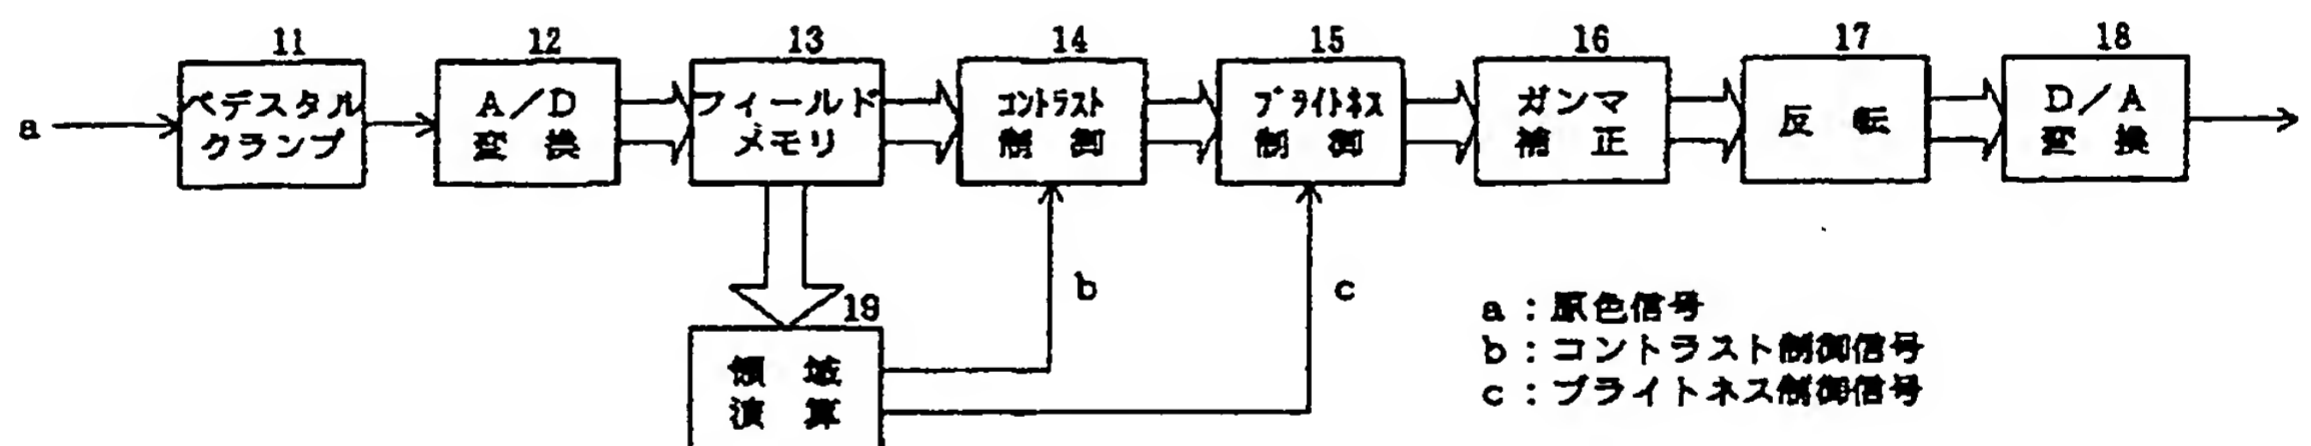 11
ペデスタル
クランプ
12
A/D
変換
13
フィールド
メモリ
14
コントラスト
制御
15
ブライトネス
制御
16
ガンマ
補正
17
反転
18
D/A
変換
a
b
c
19
領域
演算
a:原色信号
b:コントラスト制御信号
c:ブライトネス制御信号